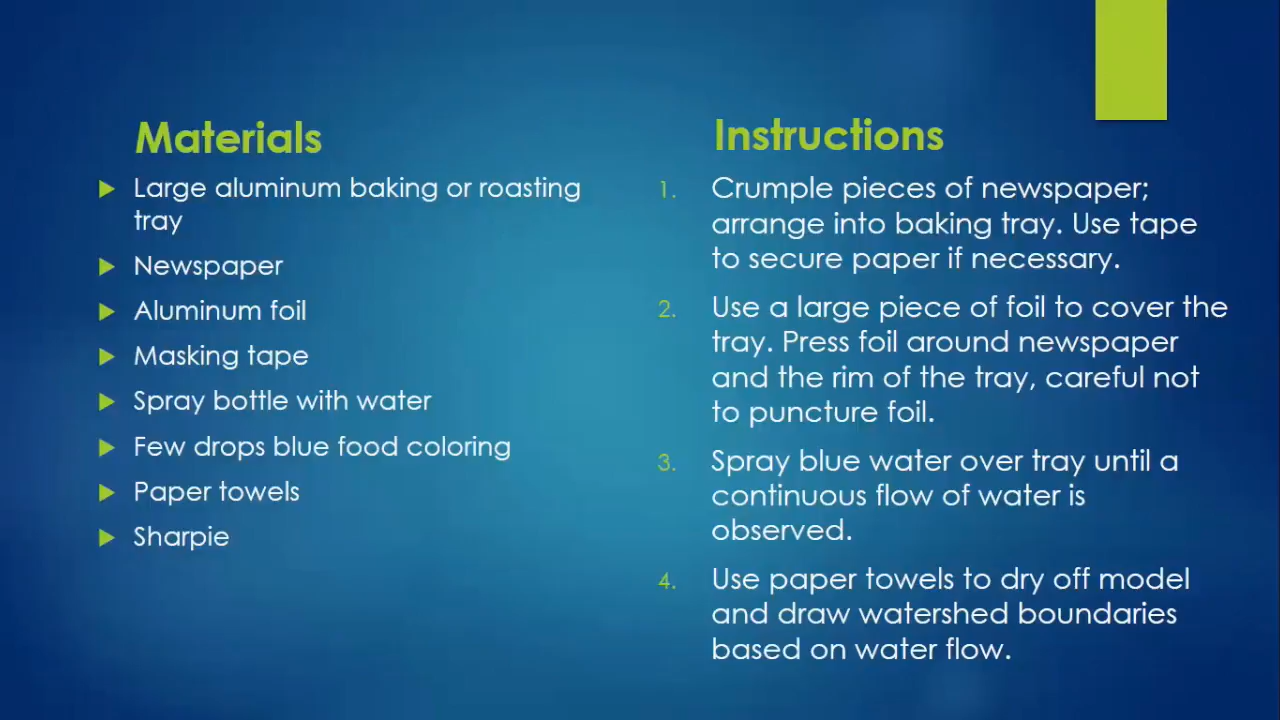 Materials
Large aluminum baking or roasting
tray
Newspaper
Aluminum foil
Masking tape
Spray bottle with water
Few drops blue food coloring
Paper towels
Sharpie
Instructions
1. Crumple pieces of newspaper;
arrange into baking tray. Use tape
to secure paper if necessary.
2. Use a large piece of foil to cover the
tray. Press foil around newspaper
and the rim of the tray, careful not
to puncture foil.
3. Spray blue water over tray until a
continuous flow of water is
observed.
4. Use paper towels to dry off model
and draw watershed boundaries
based on water flow.